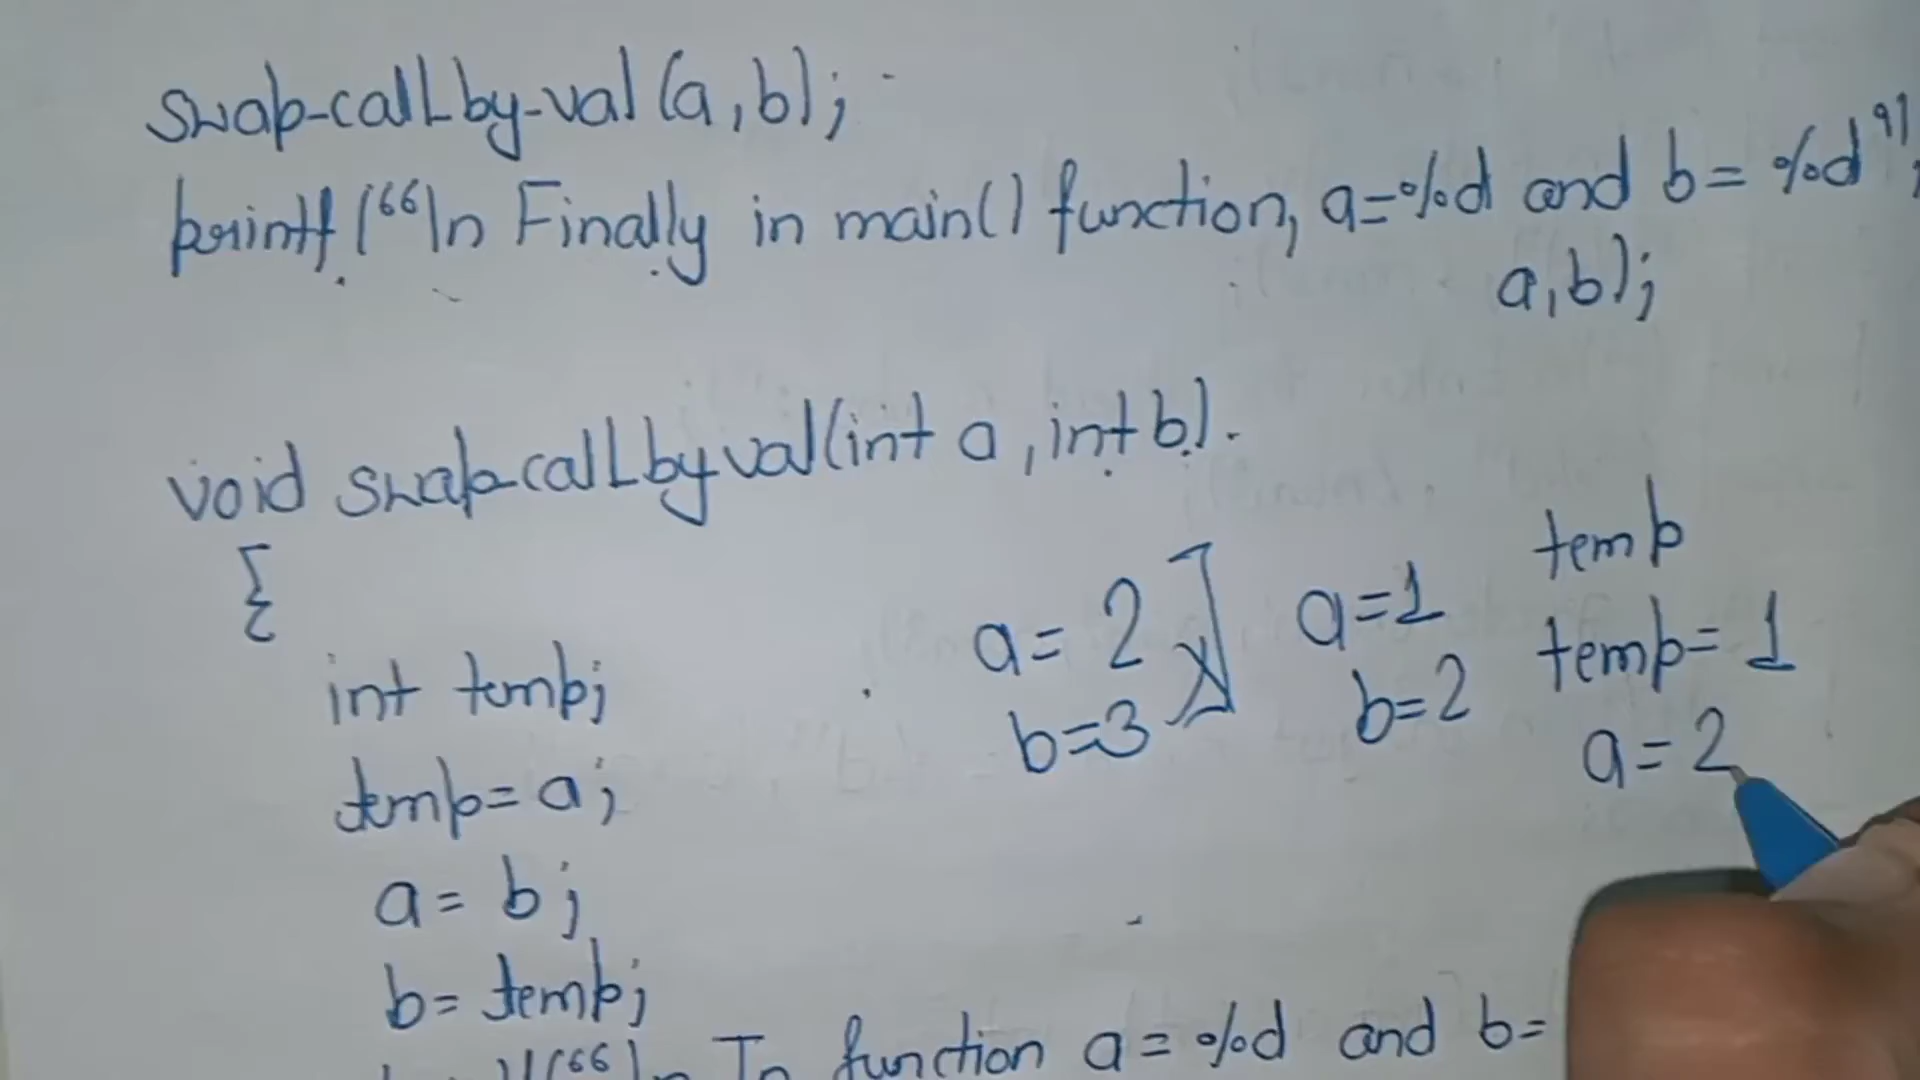 swap-call by-val (a, b);
printf ("\n Finally in main() function, a=%d and b= %d",
a, b);
void swap call by val(int a, int b).
{
int temp;
temp= a;
a= b;
b= temp;
a= 2
b=3
a=1
b=2
temp
temp= 1
a=2
"\n In function a= %d and b=